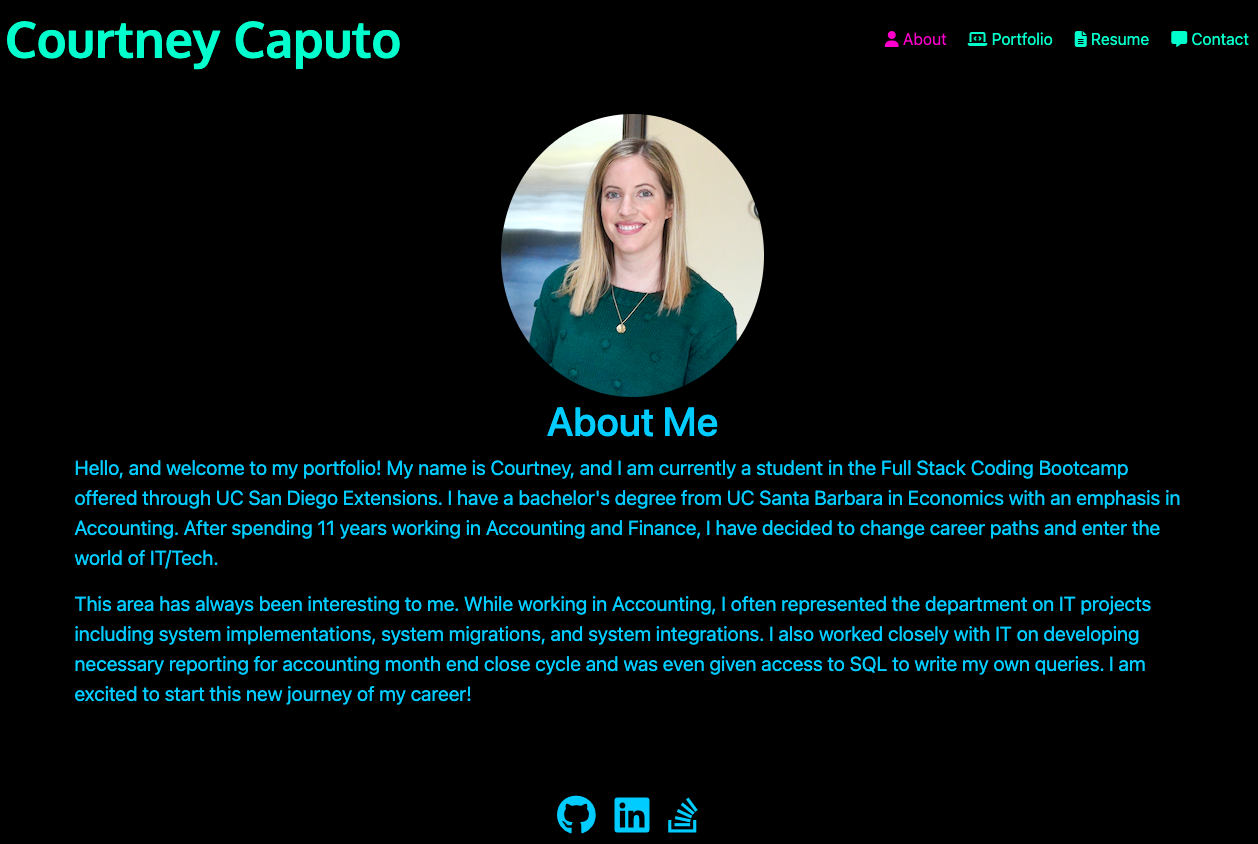 Courtney Caputo
About Portfolio Resume Contact
About Me
Hello, and welcome to my portfolio! My name is Courtney, and I am currently a student in the Full Stack Coding Bootcamp
offered through UC San Diego Extensions. I have a bachelor's degree from UC Santa Barbara in Economics with an emphasis in
Accounting. After spending 11 years working in Accounting and Finance, I have decided to change career paths and enter the
world of IT/Tech.
This area has always been interesting to me. While working in Accounting, I often represented the department on IT projects
including system implementations, system migrations, and system integrations. I also worked closely with IT on developing
necessary reporting for accounting month end close cycle and was even given access to SQL to write my own queries. I am
excited to start this new journey of my career!
in